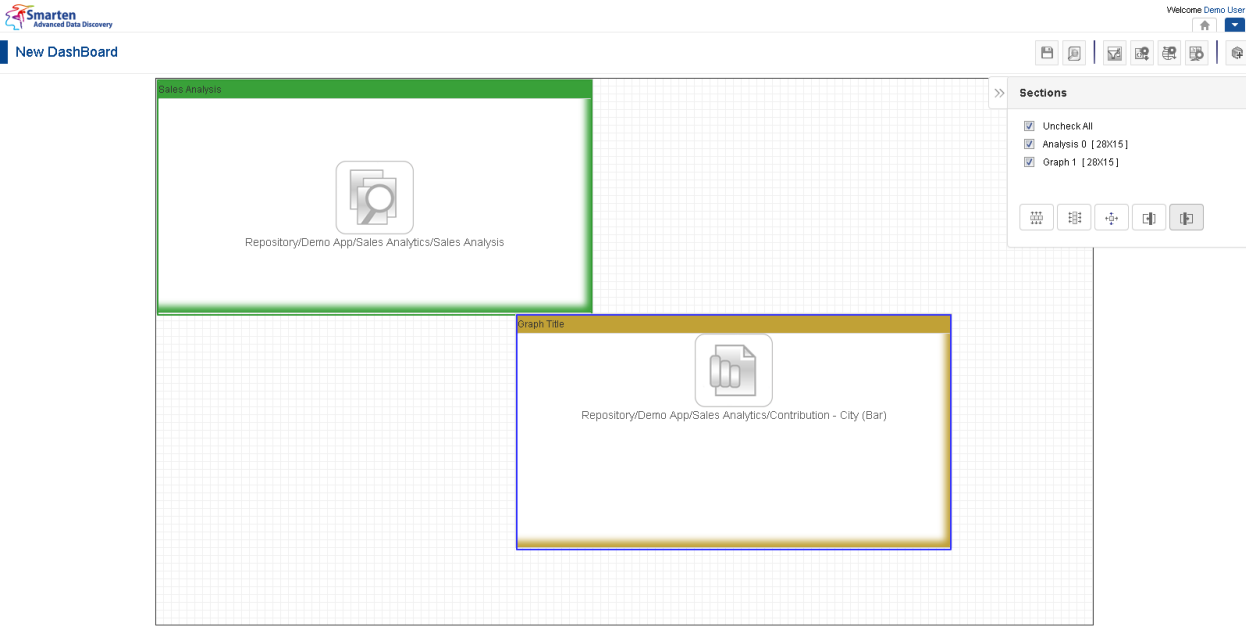 Smarten
Advanced Data Discovery
Welcome Demo User
New DashBoard
Sales Analysis
Repository/Demo App/Sales Analytics/Sales Analysis
Graph Title
Repository/Demo App/Sales Analytics/Contribution - City (Bar)
Sections
Uncheck All
Analysis 0 [ 28X15 ]
Graph 1 [ 28X15 ]